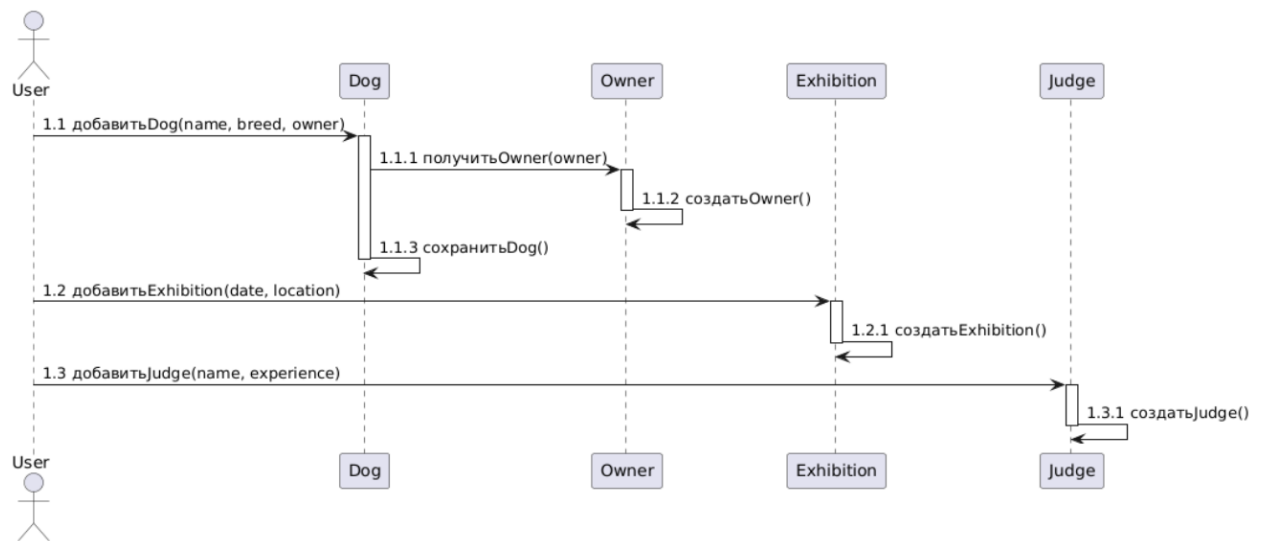 User
Dog
Owner
Exhibition
Judge
1.1 добавитьDog(name, breed, owner)
1.1.1 получитьOwner(owner)
1.1.2 создатьOwner()
1.1.3 сохранитьDog()
1.2 добавитьExhibition(date, location)
1.2.1 создатьExhibition()
1.3 добавитьJudge(name, experience)
1.3.1 создатьJudge()
User
Dog
Owner
Exhibition
Judge